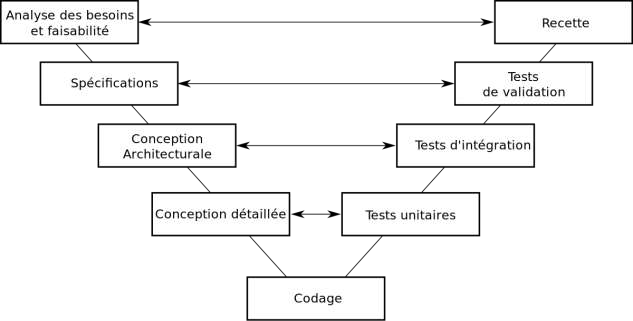 Analyse des besoins
et faisabilité
Recette
Spécifications
Tests
de validation
Conception
Architecturale
Tests d'intégration
Conception détaillée
Tests unitaires
Codage